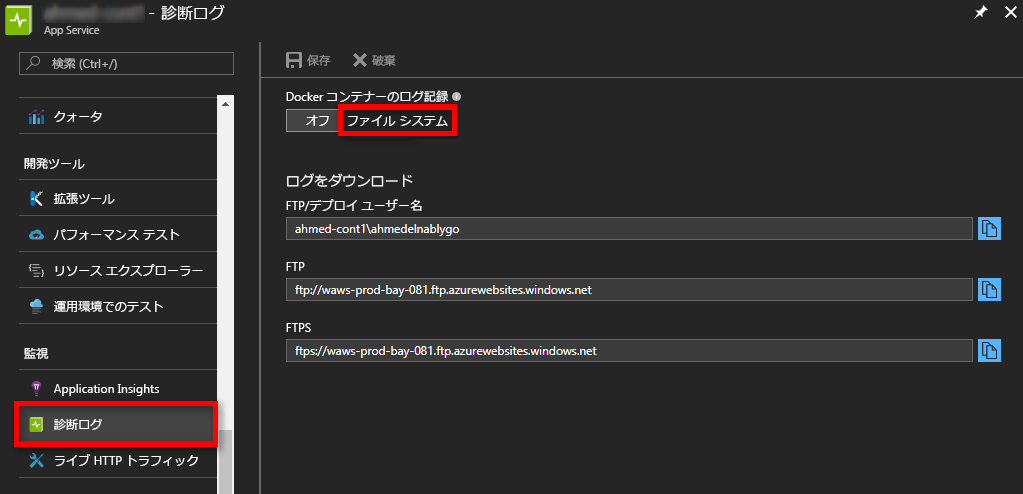 - 診断ログ
App Service
検索 (Ctrl+/)
クォータ
開発ツール
拡張ツール
パフォーマンス テスト
リソース エクスプローラー
運用環境でのテスト
監視
Application Insights
診断ログ
ライブ HTTP トラフィック
保存 破棄
Docker コンテナーのログ記録
オフ ファイル システム
ログをダウンロード
FTP/デプロイ ユーザー名
ahmed-cont1\ahmedelnablygo
FTP
ftp://waws-prod-bay-081.ftp.azurewebsites.windows.net
FTPS
ftps://waws-prod-bay-081.ftp.azurewebsites.windows.net